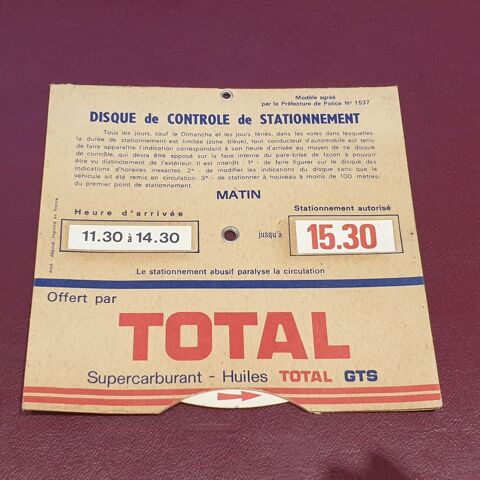 Modèle agréé
par la Préfecture de Police N° 1537
DISQUE de CONTROLE de STATIONNEMENT
Tous les jours, sauf le Dimanche et les jours fériés, dans les voies dans lesquelles
la durée de stationnement est limitée (zone bleue), tout conducteur d'automobile est tenu
de faire apparaître l'indication correspondant à son heure d'arrivée au moyen de ce disque
de contrôle, qui devra être apposé sur la face interne du pare-brise de façon à pouvoir
être vu distinctement de l'extérieur. Il est interdit : 1° - de faire figurer sur le disque des
indications d'horaires inexactes, 2° - de modifier les indications du disque sans que le
véhicule ait été remis en circulation. 3° - de stationner à nouveau à moins de 100 mètres
du premier point de stationnement.
MATIN
Heure d'arrivée
Stationnement autorisé
11.30 à 14.30
jusqu'à
15.30
Le stationnement abusif paralyse la circulation
Offert par
TOTAL
Supercarburant - Huiles TOTAL GTS